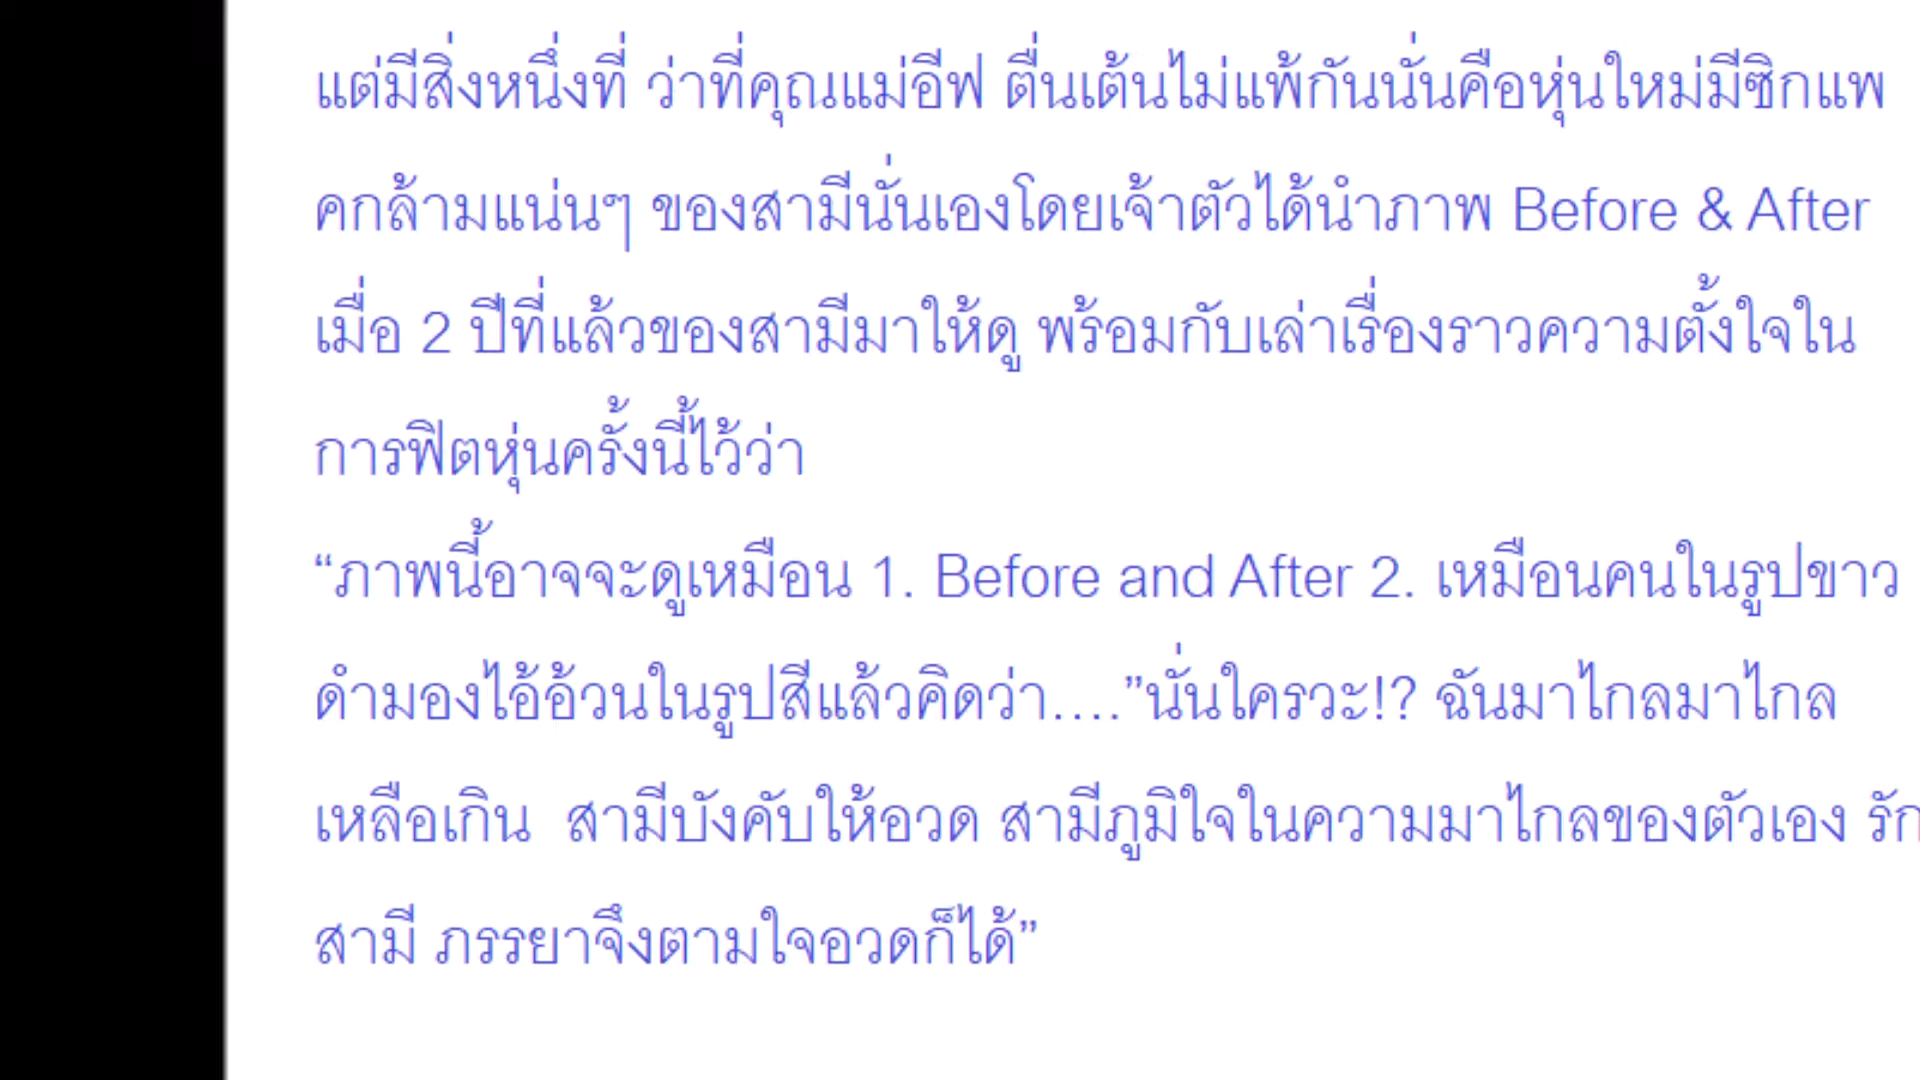 แต่มีสิ่งหนึ่งที่ ว่าที่คุณแม่อีฟ ตื่นเต้นไม่แพ้กันนั่นคือหุ่นใหม่มีซิกแพ
คกล้ามแน่นๆ ของสามีนั่นเองโดยเจ้าตัวได้นำภาพ Before & After
เมื่อ 2 ปีที่แล้วของสามีมาให้ดู พร้อมกับเล่าเรื่องราวความตั้งใจใน
การฟิตหุ่นครั้งนี้ไว้ว่า
“ภาพนี้อาจจะดูเหมือน 1. Before and After 2. เหมือนคนในรูปขาว
ดำมองไอ้อ้วนในรูปสีแล้วคิดว่า....”นั่นใครวะ!? ฉันมาไกลมาไกล
เหลือเกิน  สามีบังคับให้อวด สามีภูมิใจในความมาไกลของตัวเอง รัก
สามี ภรรยาจึงตามใจอวดก็ได้”